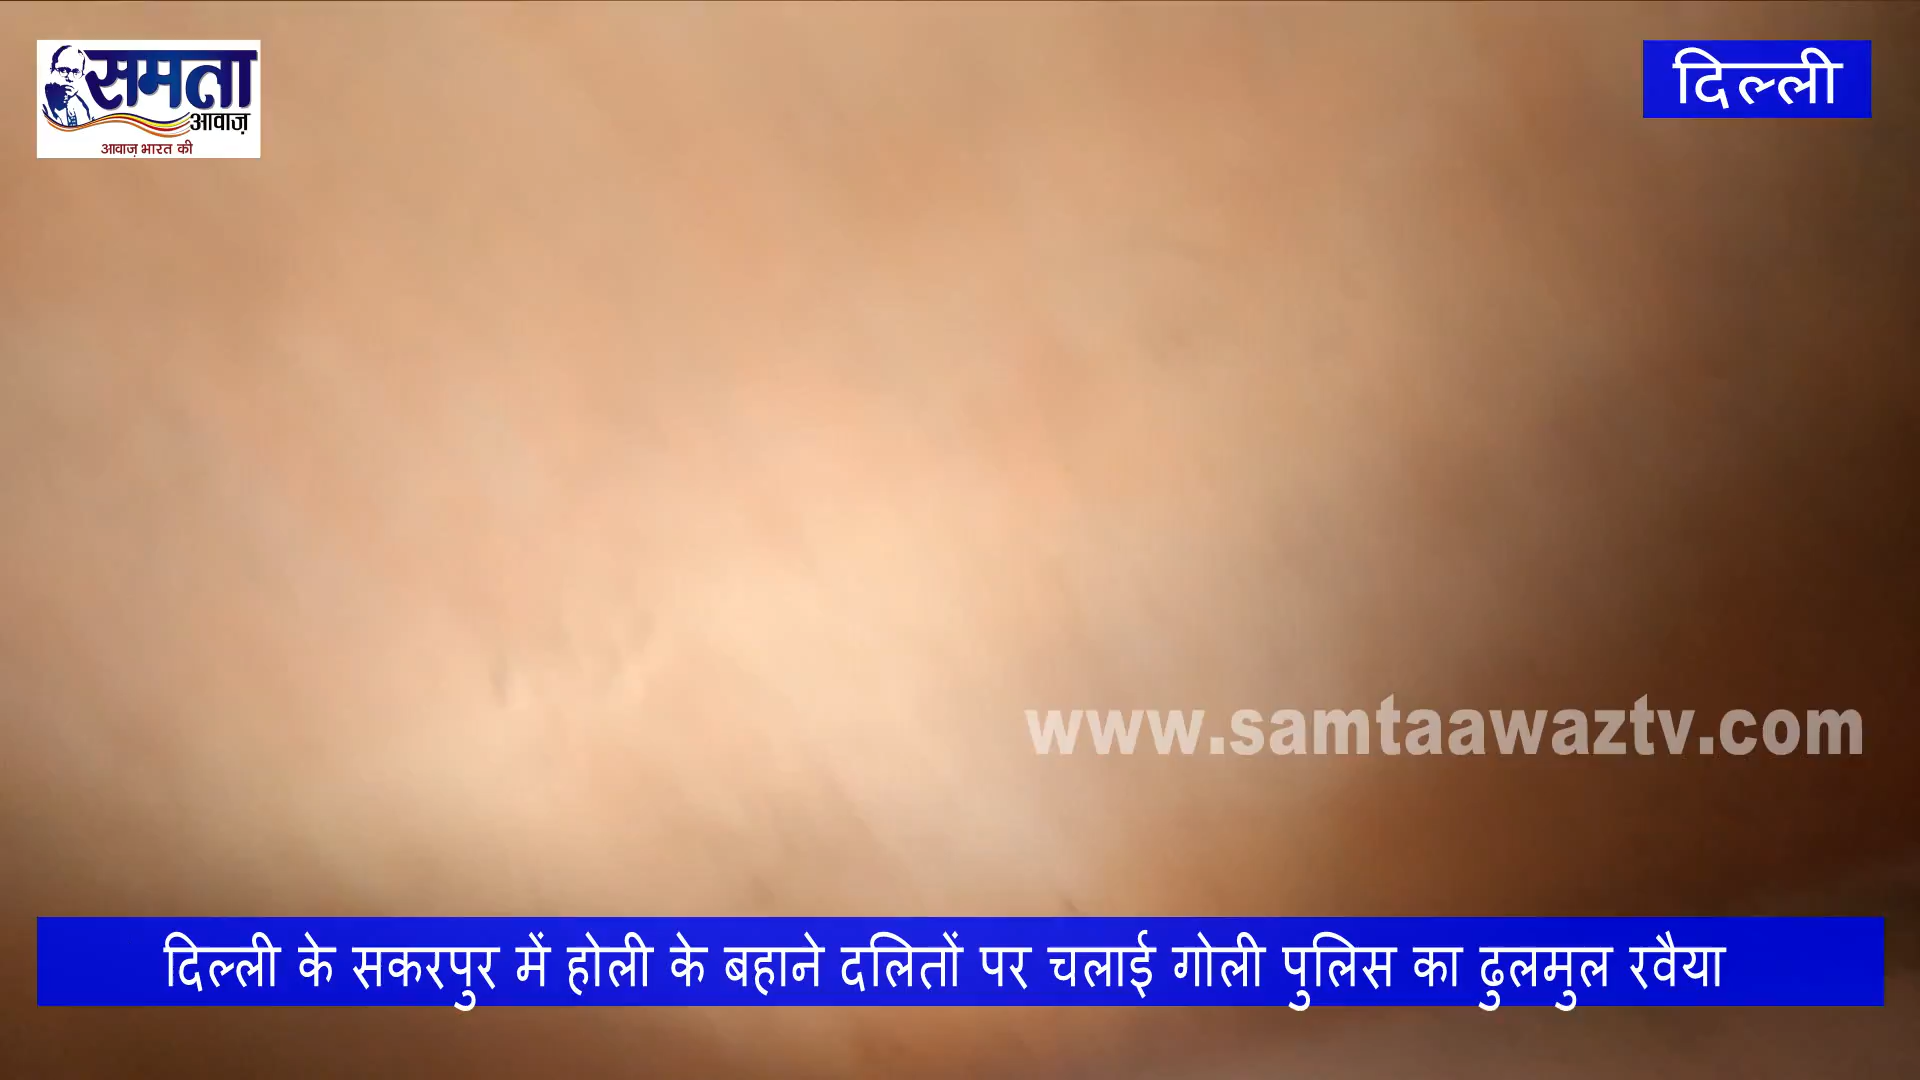 समता
आवाज़
आवाज़ भारत की
दिल्ली
www.samtaawaztv.com
दिल्ली के सकरपुर में होली के बहाने दलितों पर चलाई गोली पुलिस का ढुलमुल रवैया